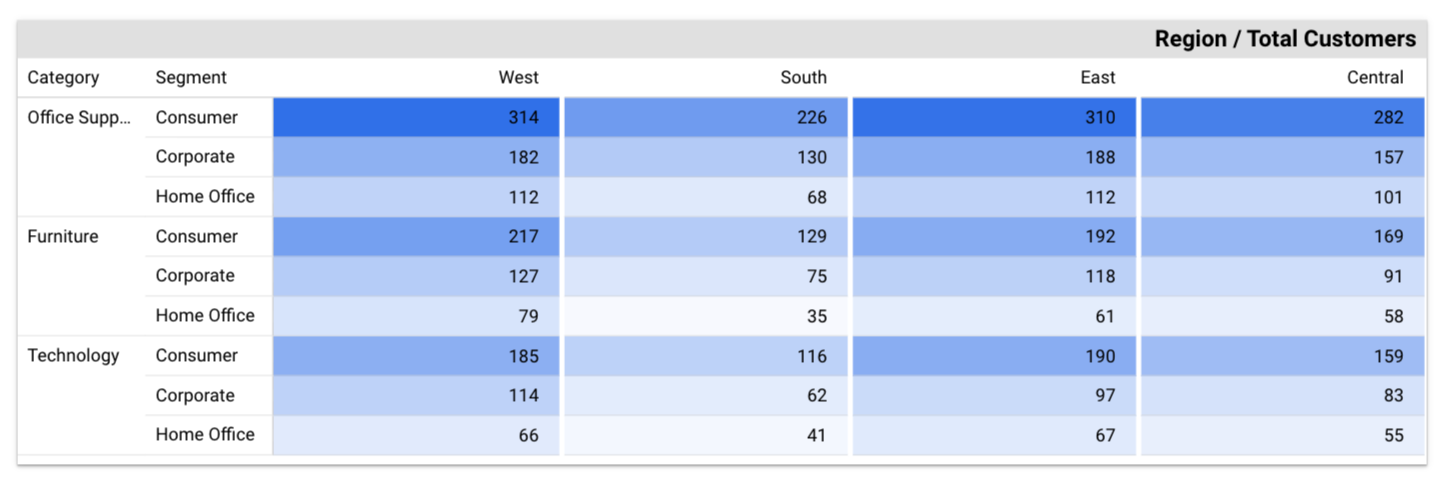 Region / Total Customers
Category Segment West South East Central
Office Supp... Consumer 314 226 310 282
Corporate 182 130 188 157
Home Office 112 68 112 101
Furniture Consumer 217 129 192 169
Corporate 127 75 118 91
Home Office 79 35 61 58
Technology Consumer 185 116 190 159
Corporate 114 62 97 83
Home Office 66 41 67 55